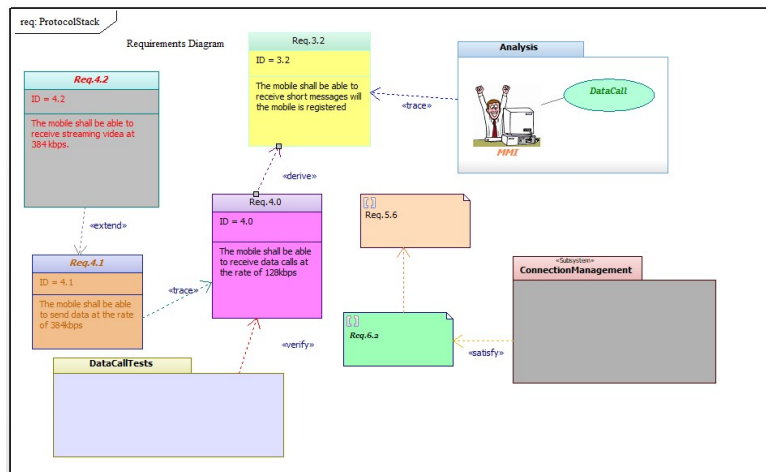 req: ProtocolStack
Requirements Diagram
Req.3.2
ID = 3.2
The mobile shall be able to
receive short messages will
the mobile is registered
Analysis
DataCall
MMI
«trace»
Req.4.2
ID = 4.2
The mobile shall be able to
receive streaming videa at
384 kbps.
«derive»
«extend»
Req.4.0
ID = 4.0
The mobile shall be able
to receive data calls at
the rate of 128kbps
Req.5.6
Req.4.1
ID = 4.1
The mobile shall be able
to send data at the rate
of 384kbps
«trace»
«Subsystem»
ConnectionManagement
Req.6.2
«satisfy»
«verify»
DataCallTests